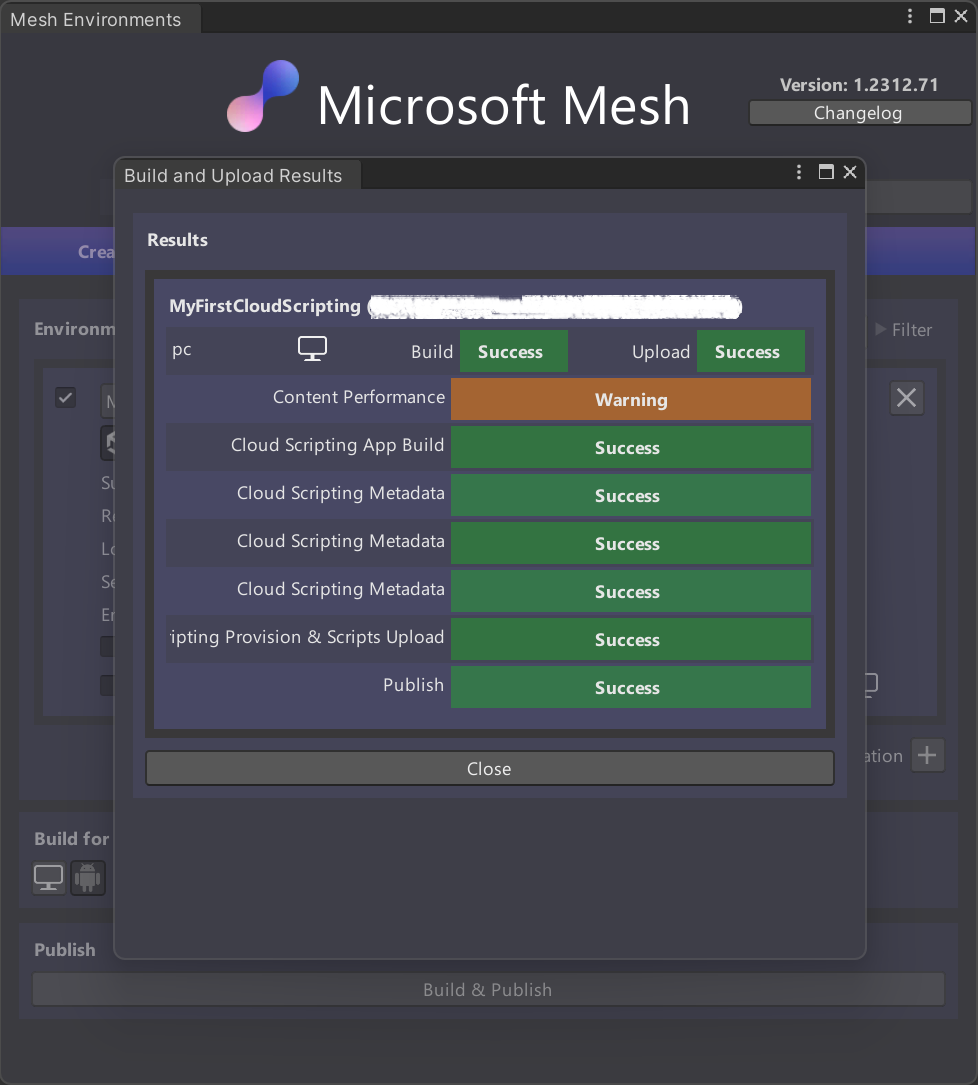 Mesh Environments
Microsoft Mesh
Version: 1.2312.71
Changelog
Build and Upload Results
Results
MyFirstCloudScripting
pc Build Success Upload Success
Content Performance Warning
Cloud Scripting App Build Success
Cloud Scripting Metadata Success
Cloud Scripting Metadata Success
Cloud Scripting Metadata Success
ipting Provision & Scripts Upload Success
Publish Success
Close
Crea
Environm
Filter
M
Su
Re
Lo
Se
En
ation
Build for
Publish
Build & Publish